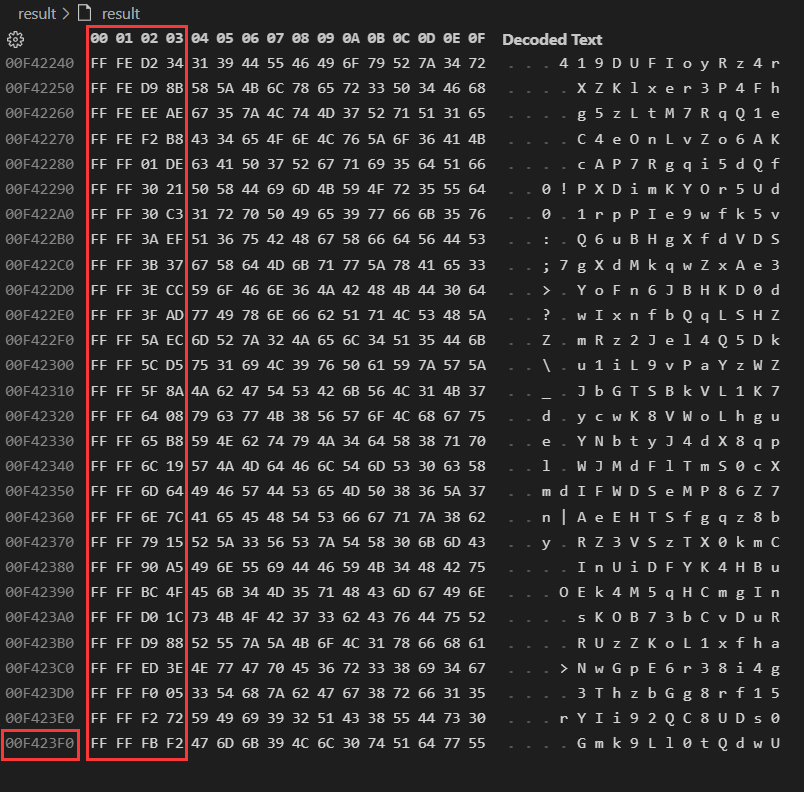 result > result
00 01 02 03 04 05 06 07 08 09 0A 0B 0C 0D 0E 0F Decoded Text
00F42240 FF FE D2 34 31 39 44 55 46 49 6F 79 52 7A 34 72 . . . 4 1 9 D U F I o y R z 4 r
00F42250 FF FE D9 8B 58 5A 4B 6C 78 65 72 33 50 34 46 68 . . . . X Z K l x e r 3 P 4 F h
00F42260 FF FE EE AE 67 35 7A 4C 74 4D 37 52 71 51 31 65 . . . . g 5 z L t M 7 R q Q 1 e
00F42270 FF FE F2 B8 43 34 65 4F 6E 4C 76 5A 6F 36 41 4B . . . . C 4 e O n L v Z o 6 A K
00F42280 FF FF 01 DE 63 41 50 37 52 67 71 69 35 64 51 66 . . . . c A P 7 R g q i 5 d Q f
00F42290 FF FF 30 21 50 58 44 69 6D 4B 59 4F 72 35 55 64 . . 0 ! P X D i m K Y O r 5 U d
00F422A0 FF FF 30 C3 31 72 70 50 49 65 39 77 66 6B 35 76 . . 0 . 1 r p P I e 9 w f k 5 v
00F422B0 FF FF 3A EF 51 36 75 42 48 67 58 66 64 56 44 53 . . : . Q 6 u B H g X f d V D S
00F422C0 FF FF 3B 37 67 58 64 4D 6B 71 77 5A 78 41 65 33 . . ; 7 g X d M k q w Z x A e 3
00F422D0 FF FF 3E CC 59 6F 46 6E 36 4A 42 48 4B 44 30 64 . . > . Y o F n 6 J B H K D 0 d
00F422E0 FF FF 3F AD 77 49 78 6E 66 62 51 71 4C 53 48 5A . . ? . w I x n f b Q q L S H Z
00F422F0 FF FF 5A EC 6D 52 7A 32 4A 65 6C 34 51 35 44 6B . . Z . m R z 2 J e l 4 Q 5 D k
00F42300 FF FF 5C D5 75 31 69 4C 39 76 50 61 59 7A 57 5A . . \ . u 1 i L 9 v P a Y z W Z
00F42310 FF FF 5F 8A 4A 62 47 54 53 42 6B 56 4C 31 4B 37 . . _ . J b G T S B k V L 1 K 7
00F42320 FF FF 64 08 79 63 77 4B 38 56 57 6F 4C 68 67 75 . . d . y c w K 8 V W o L h g u
00F42330 FF FF 65 B8 59 4E 62 74 79 4A 34 64 58 38 71 70 . . e . Y N b t y J 4 d X 8 q p
00F42340 FF FF 6C 19 57 4A 4D 64 46 6C 54 6D 53 30 63 58 . . l . W J M d F l T m S 0 c X
00F42350 FF FF 6D 64 49 46 57 44 53 65 4D 50 38 36 5A 37 . . m d I F W D S e M P 8 6 Z 7
00F42360 FF FF 6E 7C 41 65 45 48 54 53 66 67 71 7A 38 62 . . n | A e E H T S f g q z 8 b
00F42370 FF FF 79 15 52 5A 33 56 53 7A 54 58 30 6B 6D 43 . . y . R Z 3 V S z T X 0 k m C
00F42380 FF FF 90 A5 49 6E 55 69 44 46 59 4B 34 48 42 75 . . . . I n U i D F Y K 4 H B u
00F42390 FF FF BC 4F 45 6B 34 4D 35 71 48 43 6D 67 49 6E . . . O E k 4 M 5 q H C m g I n
00F423A0 FF FF D0 1C 73 4B 4F 42 37 33 62 43 76 44 75 52 . . . . s K O B 7 3 b C v D u R
00F423B0 FF FF D9 88 52 55 7A 5A 4B 6F 4C 31 78 66 68 61 . . . . R U z Z K o L 1 x f h a
00F423C0 FF FF ED 3E 4E 77 47 70 45 36 72 33 38 69 34 67 . . . > N w G p E 6 r 3 8 i 4 g
00F423D0 FF FF F0 05 33 54 68 7A 62 47 67 38 72 66 31 35 . . . . 3 T h z b G g 8 r f 1 5
00F423E0 FF FF F2 72 59 49 69 39 32 51 43 38 55 44 73 30 . . . r Y I i 9 2 Q C 8 U D s 0
00F423F0 FF FF FB F2 47 6D 6B 39 4C 6C 30 74 51 64 77 55 . . . . G m k 9 L l 0 t Q d w U